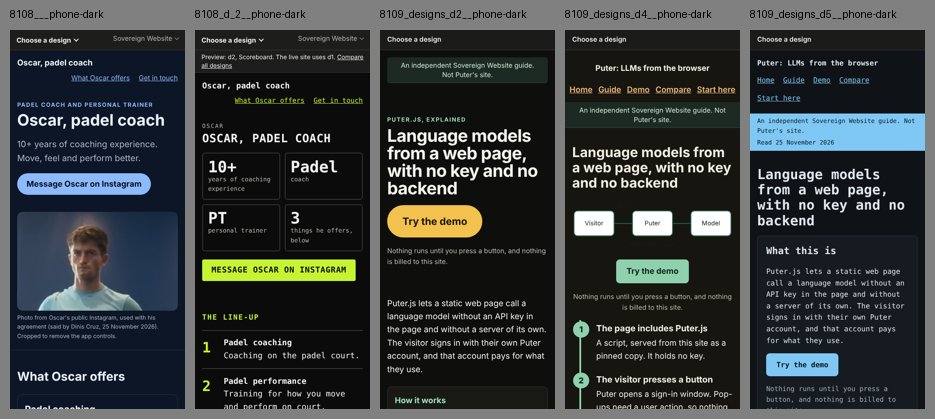 8108___phone-dark
Choose a design
Sovereign Website
Oscar, padel coach
What Oscar offers
Get in touch
PADEL COACH AND PERSONAL TRAINER
Oscar, padel coach
10+ years of coaching experience.
Move, feel and perform better.
Message Oscar on Instagram
Photo from Oscar's public Instagram, used with his
agreement (said by Dinis Cruz, 25 November 2026).
Cropped to remove the app controls.
What Oscar offers
Padel coaching
8108_d_2__phone-dark
Choose a design
Sovereign Website
Preview: d2, Scoreboard. The live site uses d1. Compare
all designs
Oscar, padel coach
What Oscar offers
Get in touch
OSCAR
OSCAR, PADEL COACH
10+
years of coaching
experience
Padel
coach
PT
personal trainer
3
things he offers,
below
MESSAGE OSCAR ON INSTAGRAM
THE LINE-UP
1
Padel coaching
Coaching on the padel court.
2
Padel performance
Training for how you move
and perform on court.
8109_designs_d2__phone-dark
Choose a design
An independent Sovereign Website guide.
Not Puter's site.
PUTER.JS, EXPLAINED
Language models
from a web page,
with no key and no
backend
Try the demo
Nothing runs until you press a button, and nothing
is billed to this site.
Puter.js lets a static web page call a
language model without an API key in
the page and without a server of its own.
The visitor signs in with their own Puter
account, and that account pays for what
they use.
How it works
8109_designs_d4__phone-dark
Choose a design
Puter: LLMs from the browser
Home
Guide
Demo
Compare
Start here
An independent Sovereign Website guide. Not
Puter's site.
Language models from
a web page, with no key
and no backend
Visitor
Puter
Model
Try the demo
Nothing runs until you press a button, and nothing
is billed to this site.
1
The page includes Puter.js
A script, served from this site as a
pinned copy. It holds no key.
2
The visitor presses a button
Puter opens a sign-in window. Pop-
ups need a user action, so nothing
8109_designs_d5__phone-dark
Choose a design
Puter: LLMs from the browser
Home
Guide
Demo
Compare
Start here
An independent Sovereign Website guide. Not
Puter's site.
Read 25 November 2026
Language models
from a web page,
with no key and no
backend
What this is
Puter.js lets a static web page
call a language model without an
API key in the page and without
a server of its own. The visitor
signs in with their own Puter
account, and that account pays
for what they use.
Try the demo
Nothing runs until you press a
button, and nothing is billed to